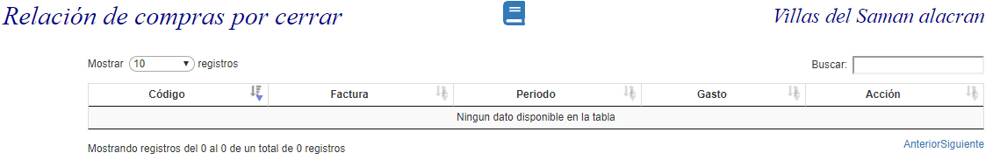 Relación de compras por cerrar
Villas del Saman alacran
Mostrar 10 registros
Buscar:
Código Factura Periodo Gasto Acción
Ningun dato disponible en la tabla
Mostrando registros del 0 al 0 de un total de 0 registros
AnteriorSiguiente